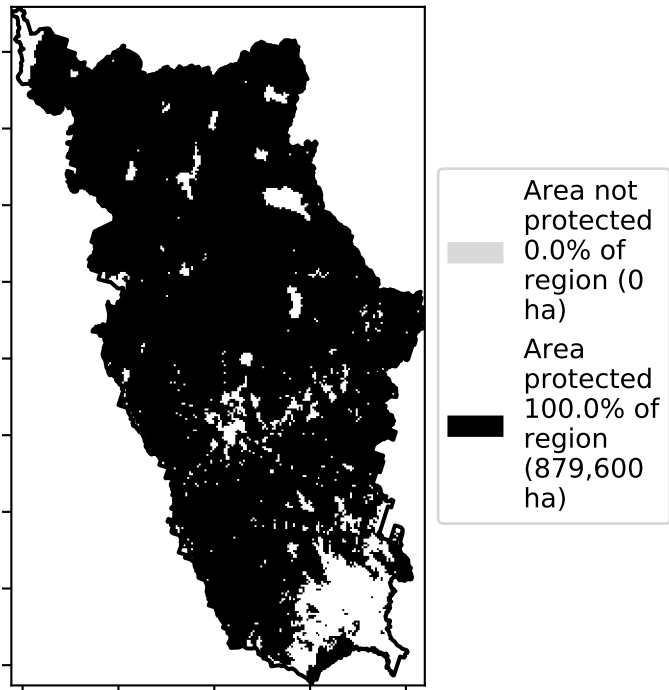 Area not
protected
0.0% of
region (0
ha)
Area
protected
100.0% of
region
(879,600
ha)